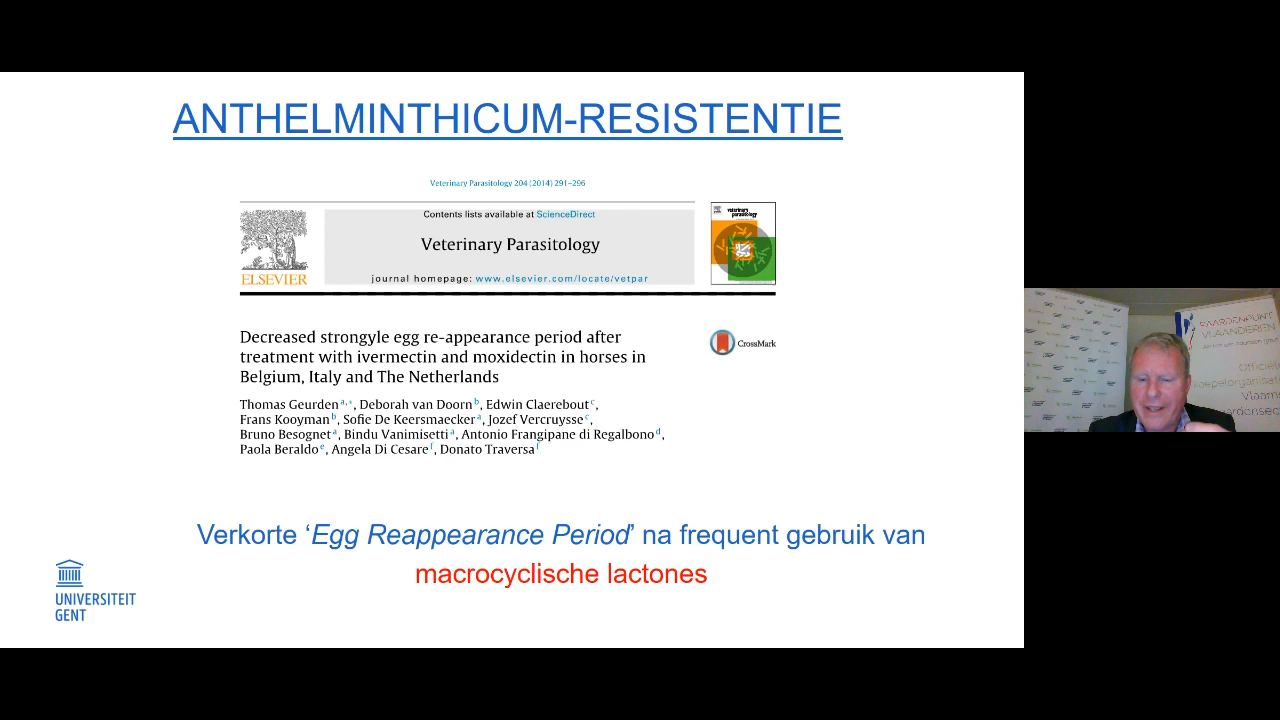 ANTHELMINTHICUM-RESISTENTIE
Veterinary Parasitology 204 (2014) 291–296
Contents lists available at ScienceDirect
Veterinary Parasitology
journal homepage: www.elsevier.com/locate/vetpar
ELSEVIER
veterinary
parasitology
Decreased strongyle egg re-appearance period after
treatment with ivermectin and moxidectin in horses in
Belgium, Italy and The Netherlands
CrossMark
Thomas Geurden a,*, Deborah van Doorn b, Edwin Claerebout c,
Frans Kooyman b, Sofie De Keersmaecker a, Jozef Vercruysse c,
Bruno Besognet a, Bindu Vanimisetti a, Antonio Frangipane di Regalbono d,
Paola Beraldo e, Angela Di Cesare f, Donato Traversa f
Verkorte ‘Egg Reappearance Period’ na frequent gebruik van
macrocyclische lactones
UNIVERSITEIT
GENT
PAARDENPUNT
VLAANDEREN